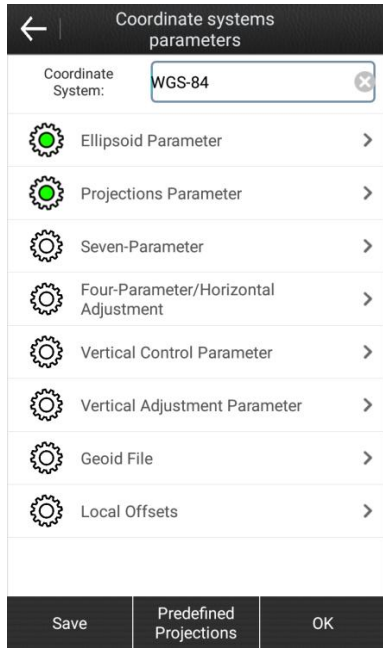 Coordinate systems
parameters
Coordinate
System:
WGS-84
Ellipsoid Parameter
Projections Parameter
Seven-Parameter
Four-Parameter/Horizontal
Adjustment
Vertical Control Parameter
Vertical Adjustment Parameter
Geoid File
Local Offsets
Save
Predefined
Projections
OK